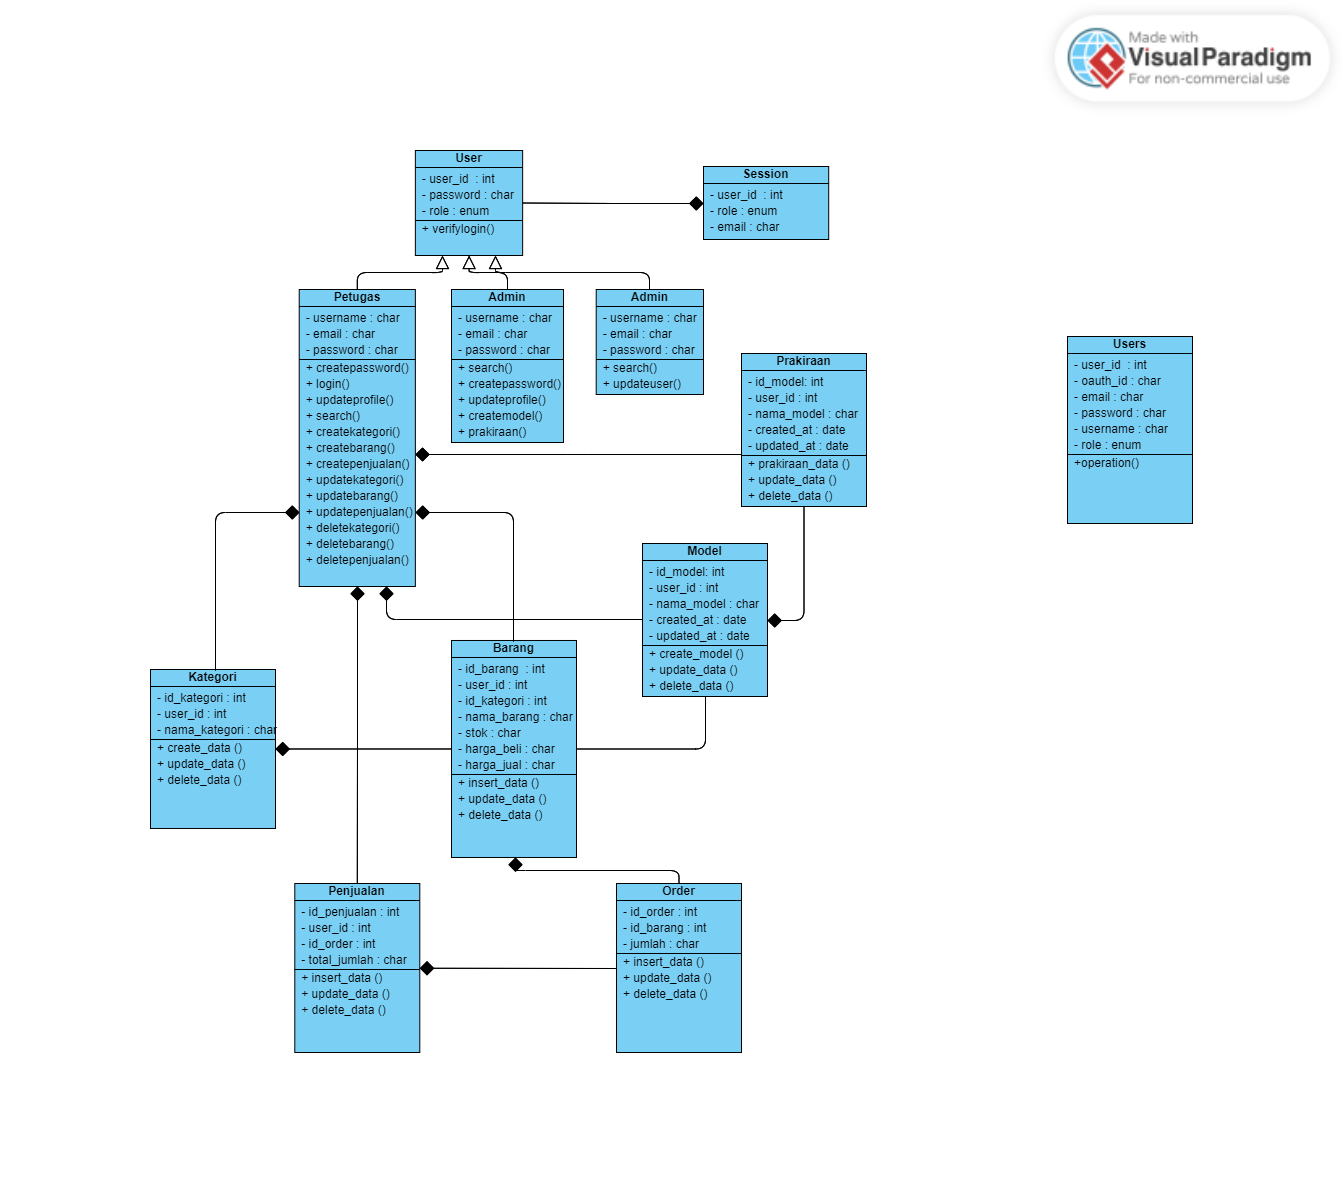 Made with
Visual Paradigm
For non-commercial use
User
- user_id : int
- password : char
- role : enum
+ verifylogin()
Session
- user_id : int
- role : enum
- email : char
Petugas
- username : char
- email : char
- password : char
+ createpassword()
+ login()
+ updateprofile()
+ search()
+ createkategori()
+ createbarang()
+ createpenjualan()
+ updatekategori()
+ updatebarang()
+ updatepenjualan()
+ deletekategori()
+ deletebarang()
+ deletepenjualan()
Admin
- username : char
- email : char
- password : char
+ search()
+ createpassword()
+ updateprofile()
+ createmodel()
+ prakiraan()
Admin
- username : char
- email : char
- password : char
+ search()
+ updateuser()
Prakiraan
- id_model: int
- user_id : int
- nama_model : char
- created_at : date
- updated_at : date
+ prakiraan_data ()
+ update_data ()
+ delete_data ()
Users
- user_id : int
- oauth_id : char
- email : char
- password : char
- username : char
- role : enum
+operation()
Model
- id_model: int
- user_id : int
- nama_model : char
- created_at : date
- updated_at : date
+ create_model ()
+ update_data ()
+ delete_data ()
Barang
- id_barang : int
- user_id : int
- id_kategori : int
- nama_barang : char
- stok : char
- harga_beli : char
- harga_jual : char
+ insert_data ()
+ update_data ()
+ delete_data ()
Kategori
- id_kategori : int
- user_id : int
- nama_kategori : char
+ create_data ()
+ update_data ()
+ delete_data ()
Penjualan
- id_penjualan : int
- user_id : int
- id_order : int
- total_jumlah : char
+ insert_data ()
+ update_data ()
+ delete_data ()
Order
- id_order : int
- id_barang : int
- jumlah : char
+ insert_data ()
+ update_data ()
+ delete_data ()